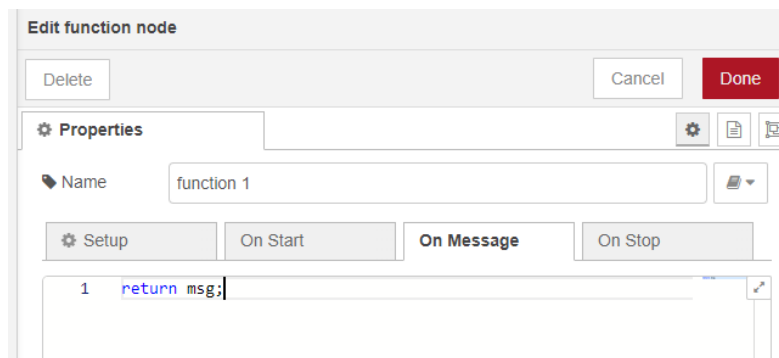 Edit function node
Delete Cancel Done
Properties
Name function 1
Setup On Start On Message On Stop
1 return msg;